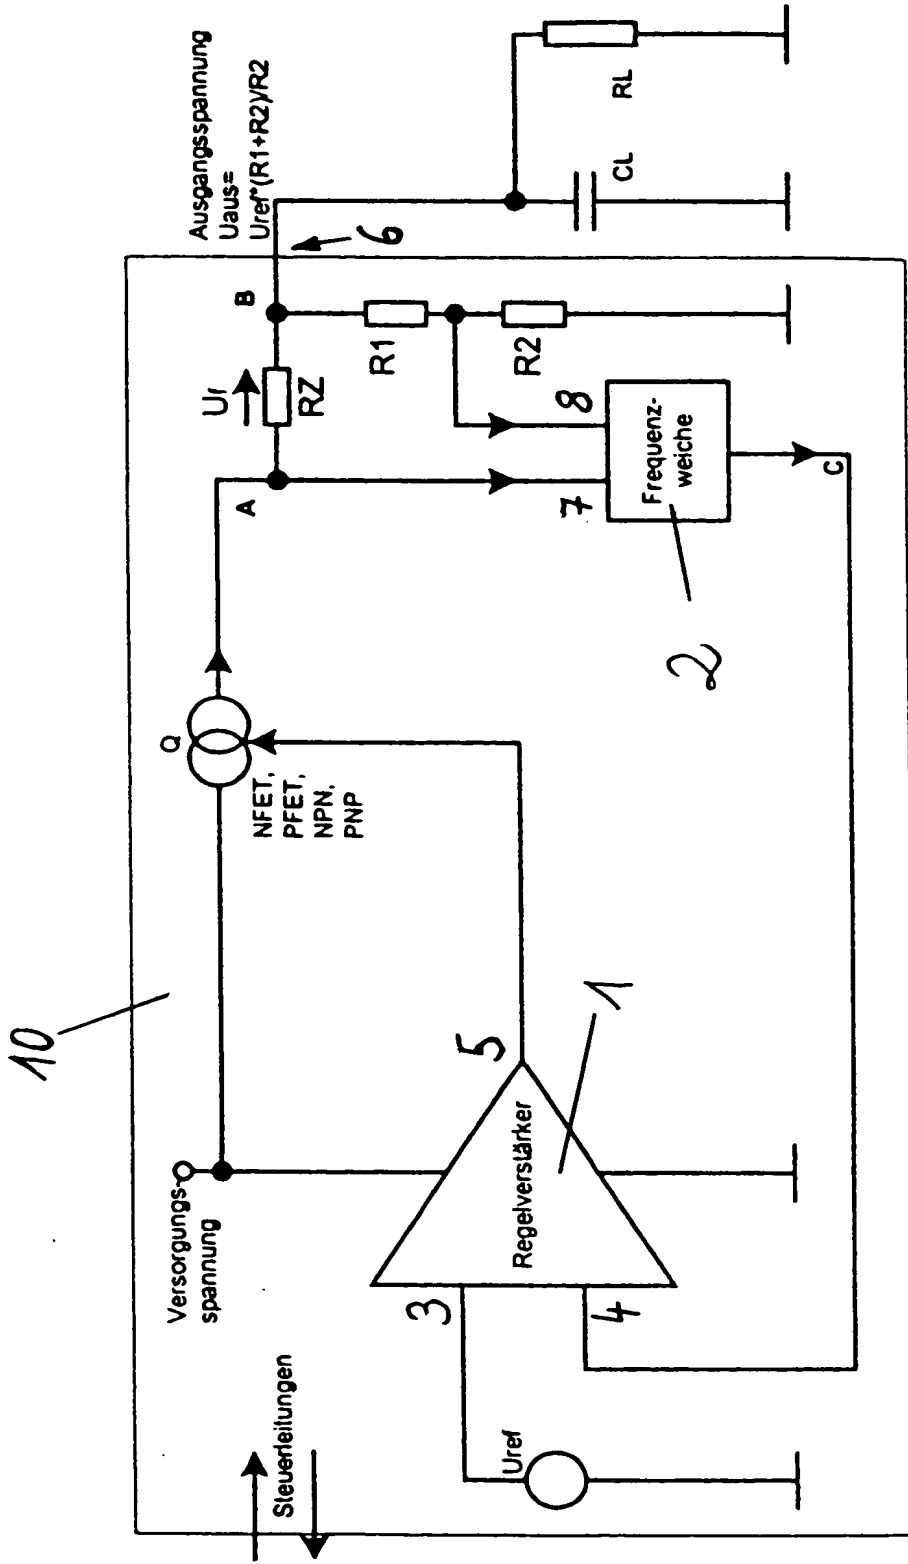 10
Steuerleitungen
Versorgungs-
spannung
Q
NFET,
PFET,
NPN,
PNP
A
Ur
RZ
B
Ausgangsspannung
Uaus=
Uref*(R1+R2)/R2
6
Uref
3
4
Regelverstärker
5
1
2
7
8
Frequenz-
weiche
C
R1
R2
CL
RL